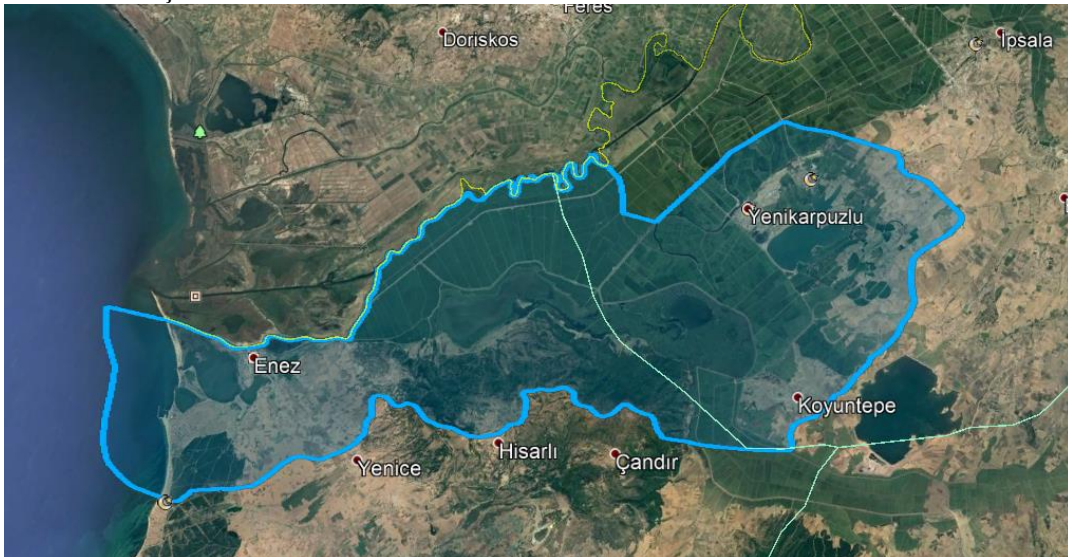 Feres
Doriskos
İpsala
Yenikarpuzlu
Enez
Koyuntepe
Hisarlı
Yenice
Çandır